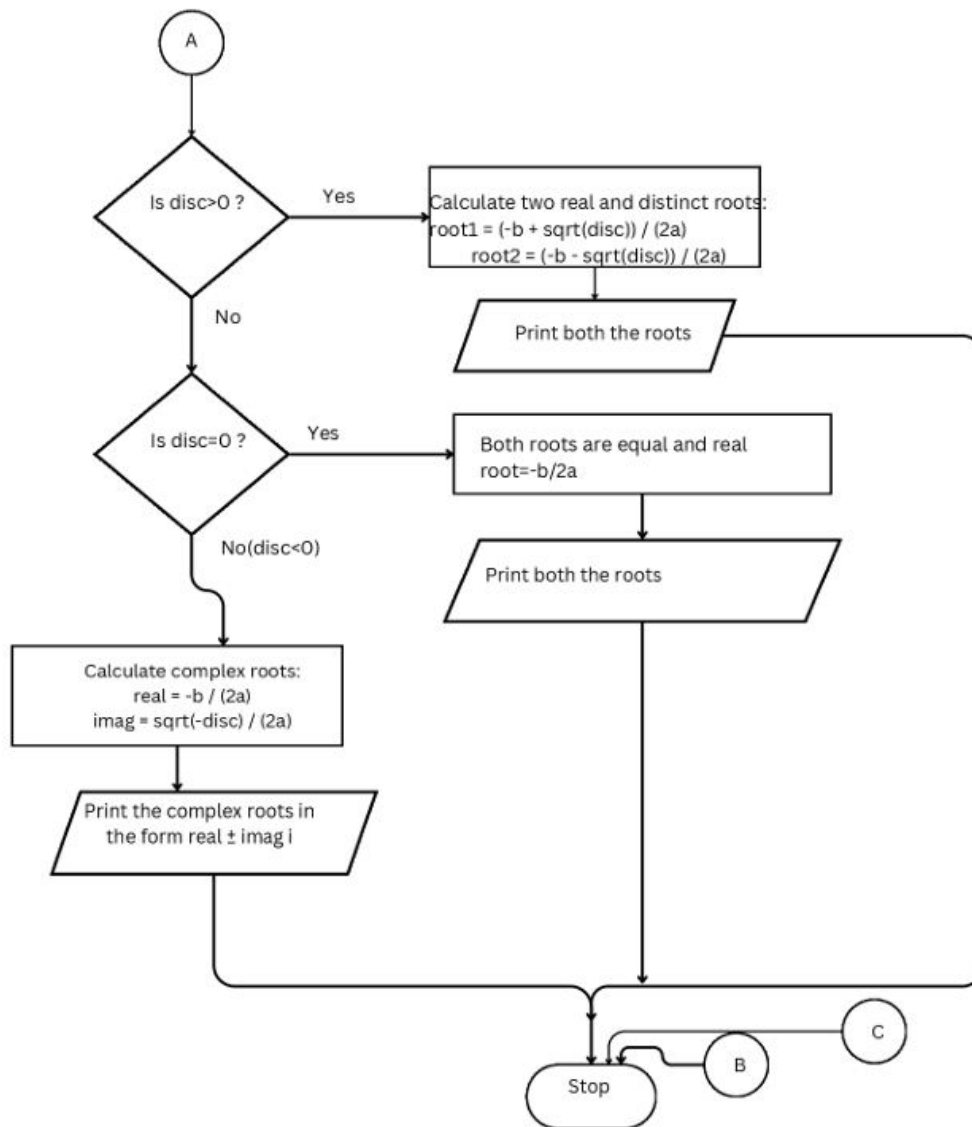 A
Is disc>0 ?
Yes
Calculate two real and distinct roots:
root1 = (-b + sqrt(disc)) / (2a)
root2 = (-b - sqrt(disc)) / (2a)
No
Print both the roots
Is disc=0 ?
Yes
Both roots are equal and real
root=-b/2a
No(disc<0)
Print both the roots
Calculate complex roots:
real = -b / (2a)
imag = sqrt(-disc) / (2a)
Print the complex roots in
the form real ± imag i
C
B
Stop